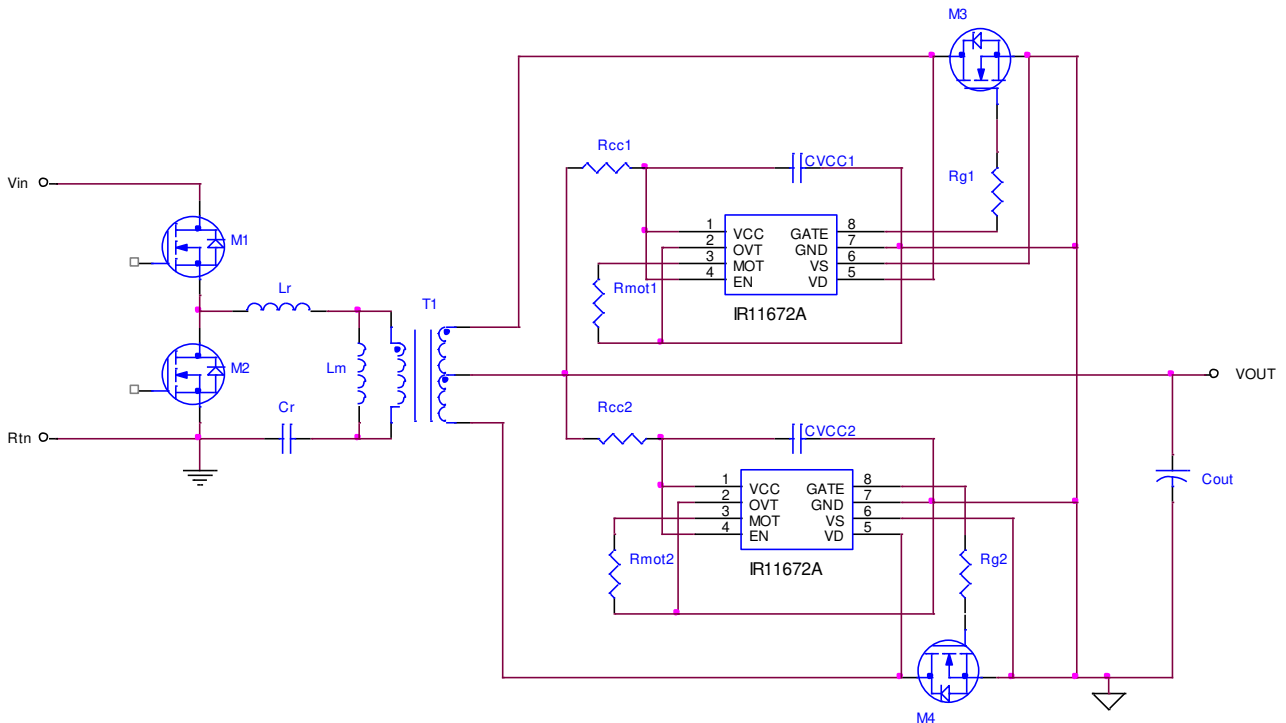 M3
Rcc1
CVCC1
Rg1
Vin
M1
1 VCC GATE 8
2 OVT GND 7
3 MOT VS 6
4 EN VD 5
Rmot1
IR11672A
Lr
T1
M2
Lm
VOUT
Cr
Rcc2
CVCC2
Rtn
1 VCC GATE 8
2 OVT GND 7
3 MOT VS 6
4 EN VD 5
Cout
Rmot2
Rg2
IR11672A
M4